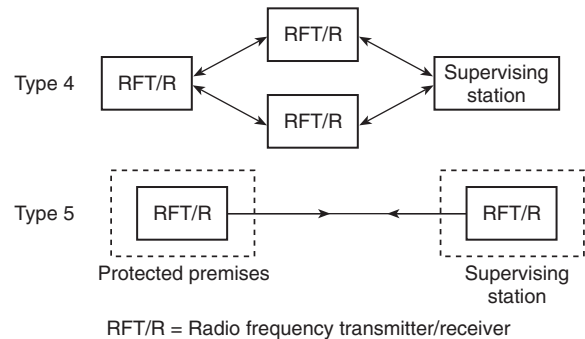 RFT/R
Type 4
RFT/R
Supervising
station
RFT/R
Type 5
RFT/R
RFT/R
Protected premises
Supervising
station
RFT/R = Radio frequency transmitter/receiver